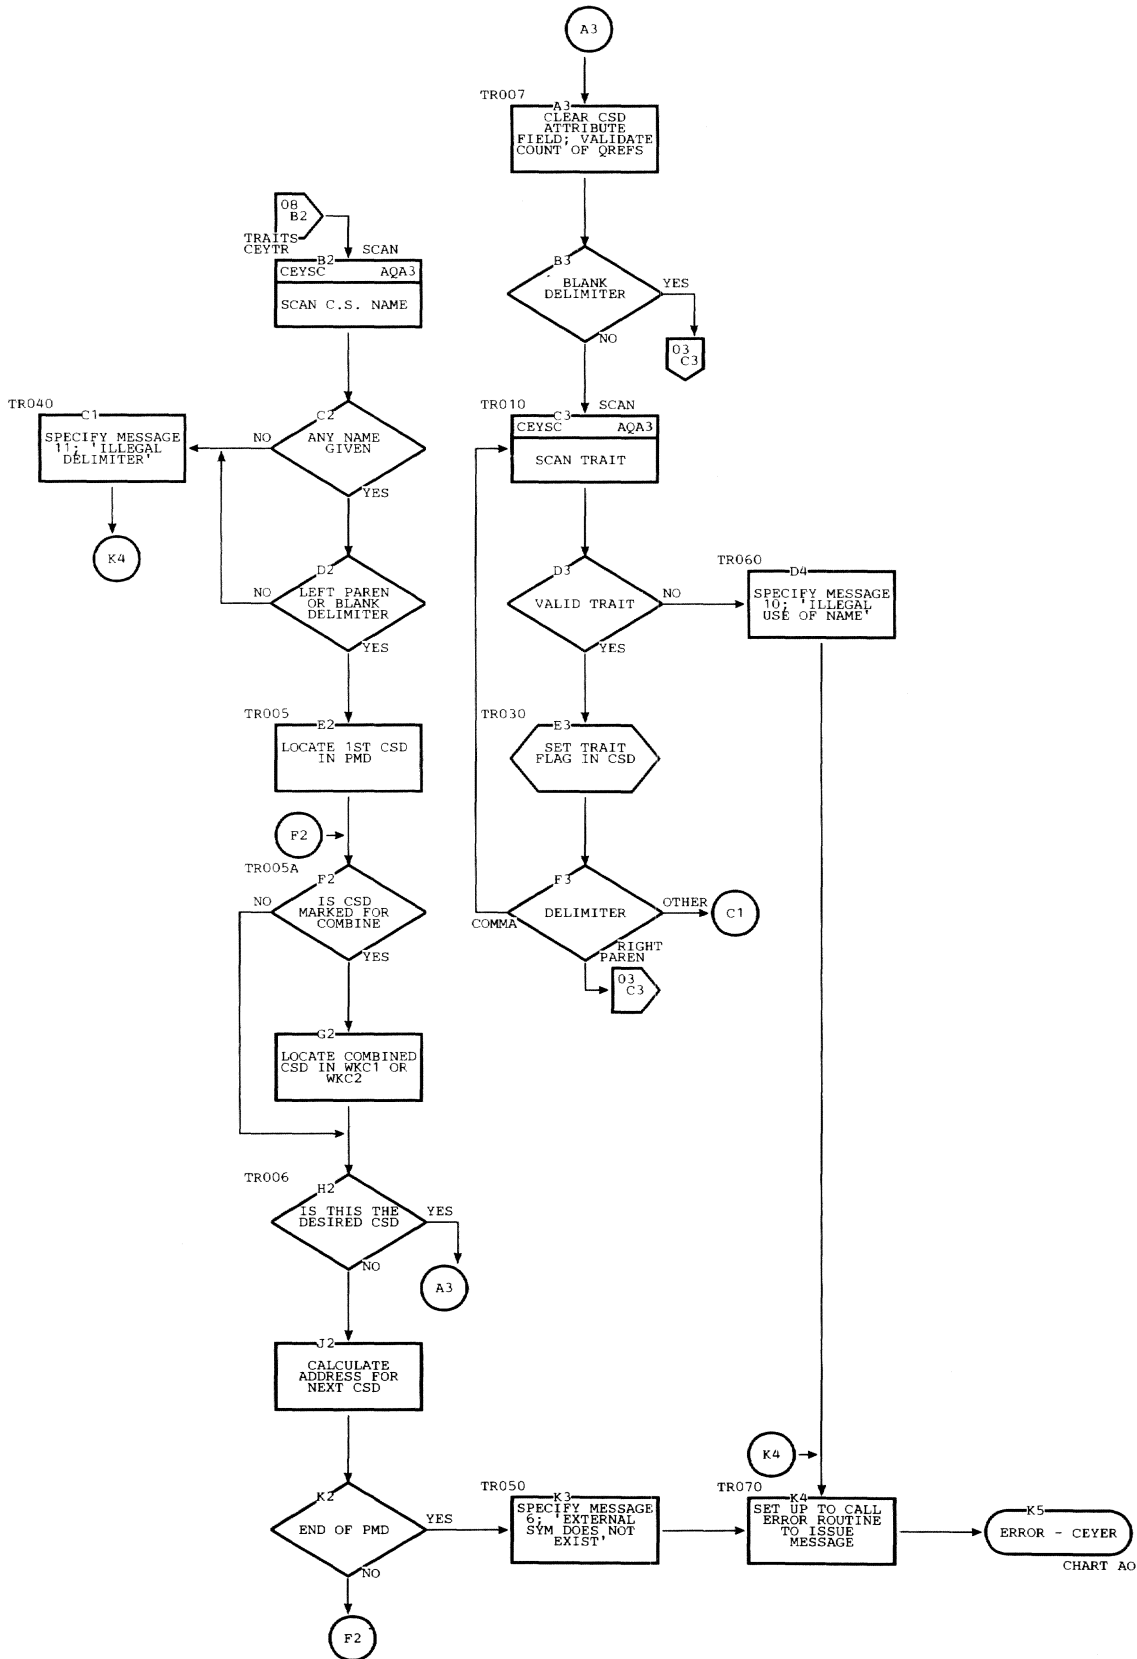 A3
TR007
A3
CLEAR CSD
ATTRIBUTE
FIELD; VALIDATE
COUNT OF QREFS
08
B2
TRAITS
CEYTR
SCAN
B2
CEYSC AQA3
SCAN C.S. NAME
B3
BLANK
DELIMITER
YES
NO
03
C3
TR040
C1
SPECIFY MESSAGE
11; 'ILLEGAL
DELIMITER'
K4
C2
ANY NAME
GIVEN
NO
YES
TR010
SCAN
C3
CEYSC AQA3
SCAN TRAIT
D2
LEFT PAREN
OR BLANK
DELIMITER
NO
YES
D3
VALID TRAIT
NO
YES
TR060
D4
SPECIFY MESSAGE
10; 'ILLEGAL
USE OF NAME'
TR005
E2
LOCATE 1ST CSD
IN PMD
TR030
E3
SET TRAIT
FLAG IN CSD
F2
TR005A
F2
IS CSD
MARKED FOR
COMBINE
NO
YES
F3
DELIMITER
COMMA
OTHER
C1
RIGHT
PAREN
03
C3
G2
LOCATE COMBINED
CSD IN WKC1 OR
WKC2
TR006
H2
IS THIS THE
DESIRED CSD
YES
NO
A3
J2
CALCULATE
ADDRESS FOR
NEXT CSD
K2
END OF PMD
YES
NO
F2
TR050
K3
SPECIFY MESSAGE
6; 'EXTERNAL
SYM DOES NOT
EXIST'
K4
TR070
K4
SET UP TO CALL
ERROR ROUTINE
TO ISSUE
MESSAGE
K5
ERROR - CEYER
CHART AO